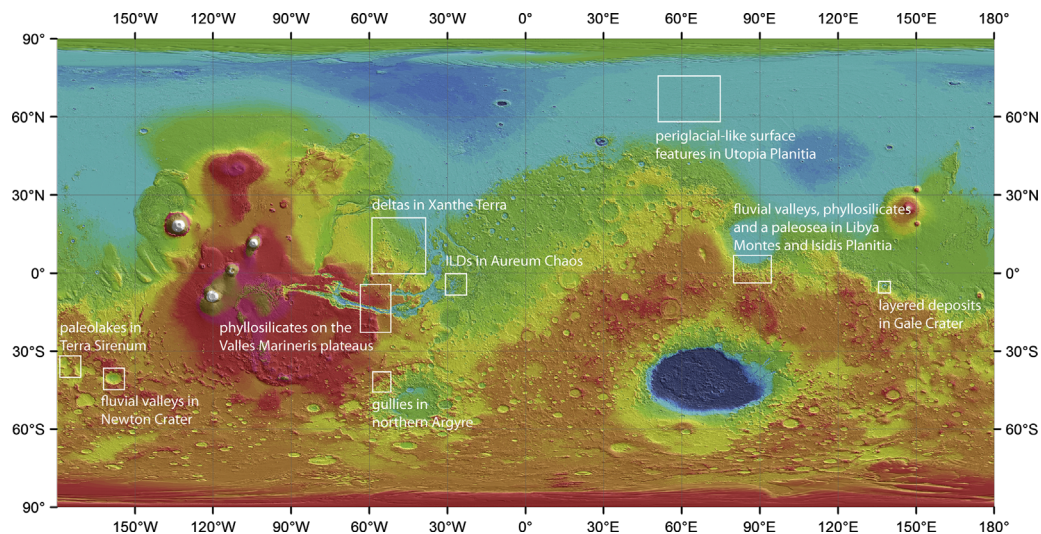 150°W 120°W 90°W 60°W 30°W 0° 30°E 60°E 90°E 120°E 150°E 180°
90°
60°N 60°N
periglacial-like surface
features in Utopia Planitia
30°N 30°N
deltas in Xanthe Terra
fluvial valleys, phyllosilicates
and a paleosea in Libya
Montes and Isidis Planitia
ILDs in Aureum Chaos
0° 0°
layered deposits
in Gale Crater
paleolakes in
Terra Sirenum
phyllosilicates on the
Valles Marineris plateaus
30°S 30°S
fluvial valleys in
Newton Crater
gullies in
northern Argyre
60°S 60°S
90°
150°W 120°W 90°W 60°W 30°W 0° 30°E 60°E 90°E 120°E 150°E 180°